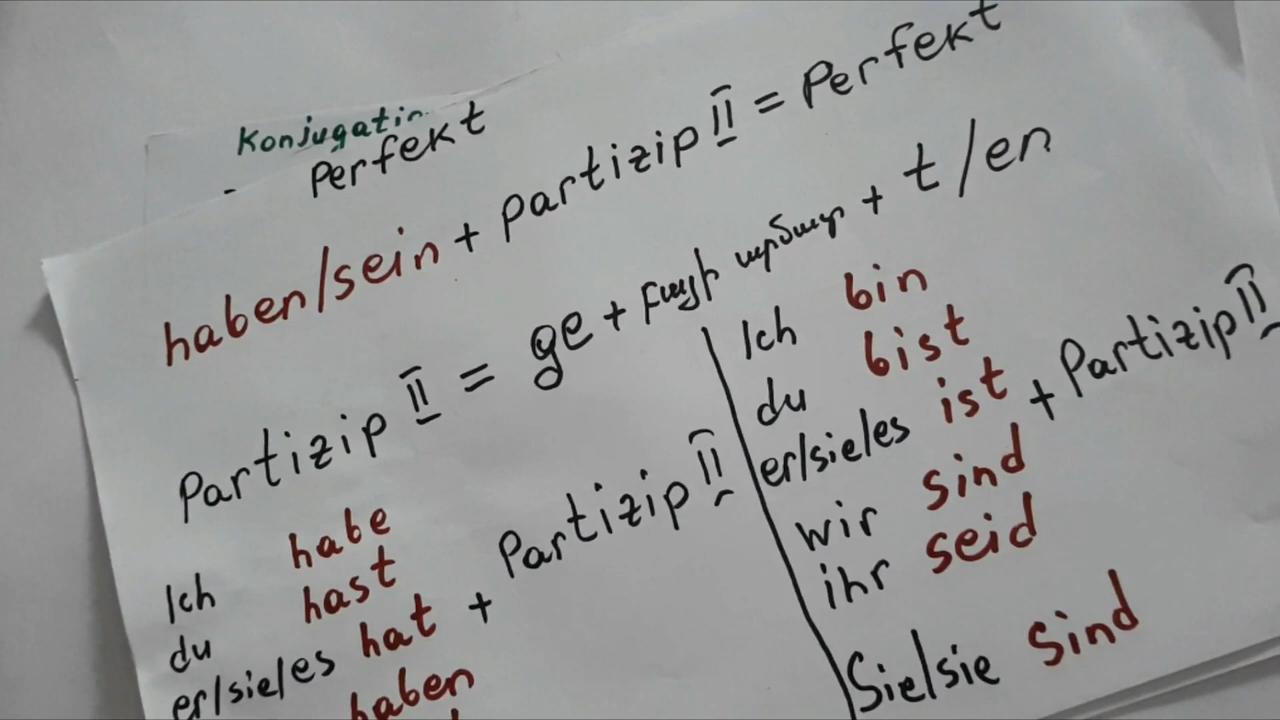 Konjugatin
Perfekt
haben/sein + Partizip II = Perfekt
Partizip II = ge + բայի արմատ + t/en
Ich habe
du hast
er/sie/es hat + Partizip II
haben
Ich bin
du bist
er/sie/es ist + Partizip II
wir sind
ihr seid
Sie/sie sind